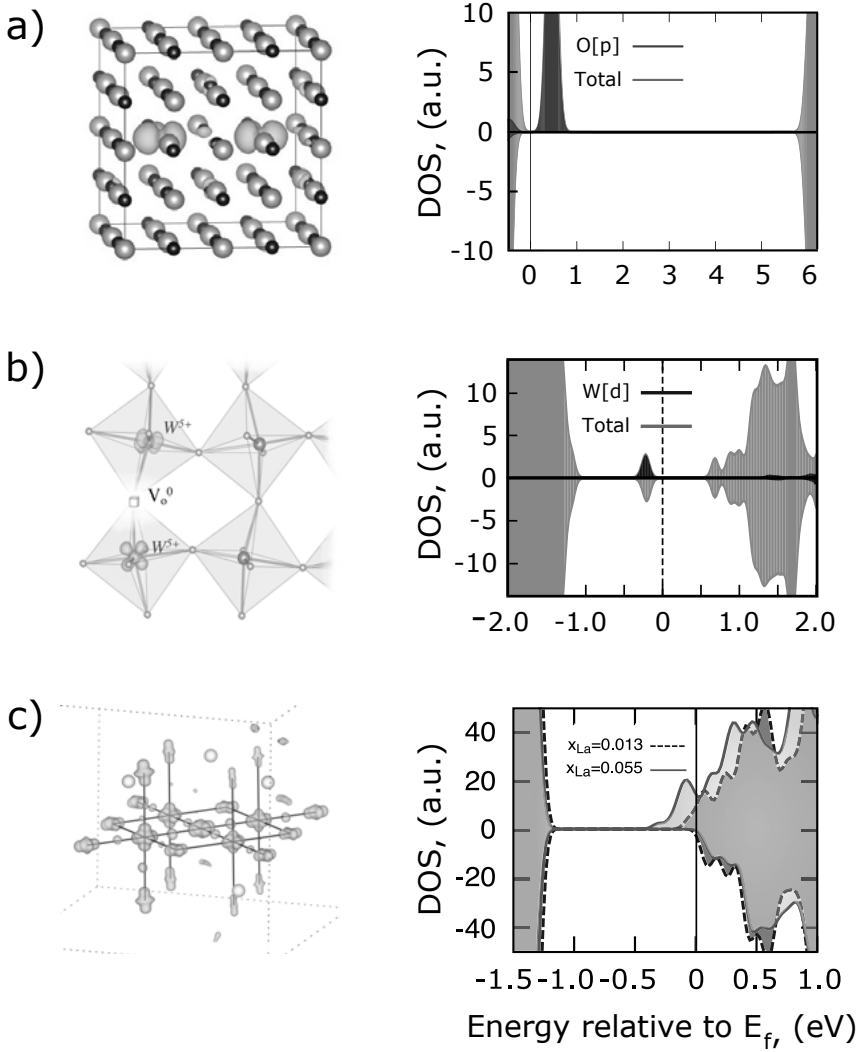 a)
DOS, (a.u.)
10
5
0
-5
-10
O[p]
Total
0 1 2 3 4 5 6
b)
W5+
Vo0
W5+
DOS, (a.u.)
10
5
0
-5
-10
W[d]
Total
-2.0 -1.0 0 1.0 2.0
c)
DOS, (a.u.)
40
20
0
-20
-40
xLa=0.013
xLa=0.055
-1.5 -1.0 -0.5 0 0.5 1.0
Energy relative to Ef, (eV)